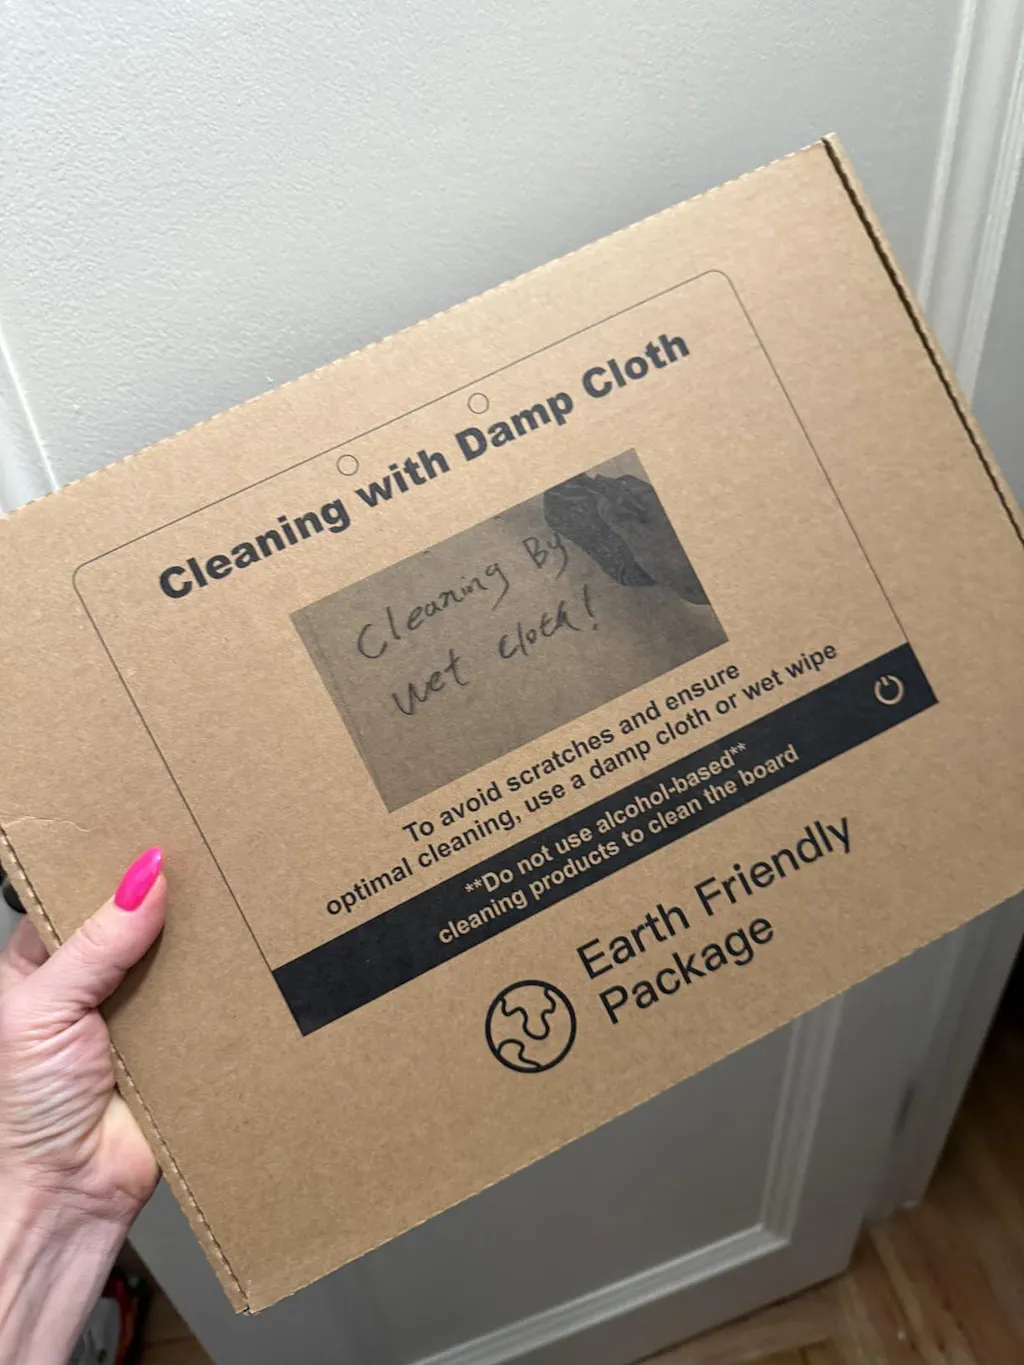 Cleaning with Damp Cloth
Cleaning By
wet cloth!
To avoid scratches and ensure
optimal cleaning, use a damp cloth or wet wipe
**Do not use alcohol-based**
cleaning products to clean the board
Earth Friendly
Package